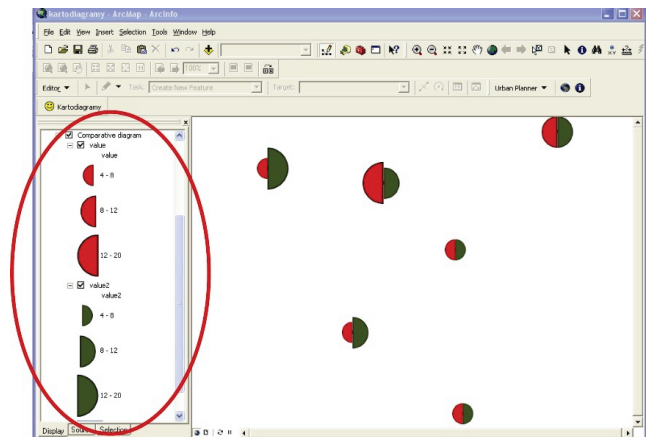 kartodiagramy - ArcMap - ArcInfo
File Edit View Insert Selection Tools Window Help
100%
Editor Task: Create New Feature Target: Urban Planner
Kartodiagramy
Comparative diagram
value
value
4 - 8
8 - 12
12 - 20
value2
value2
4 - 8
8 - 12
12 - 20
Display Source Selection